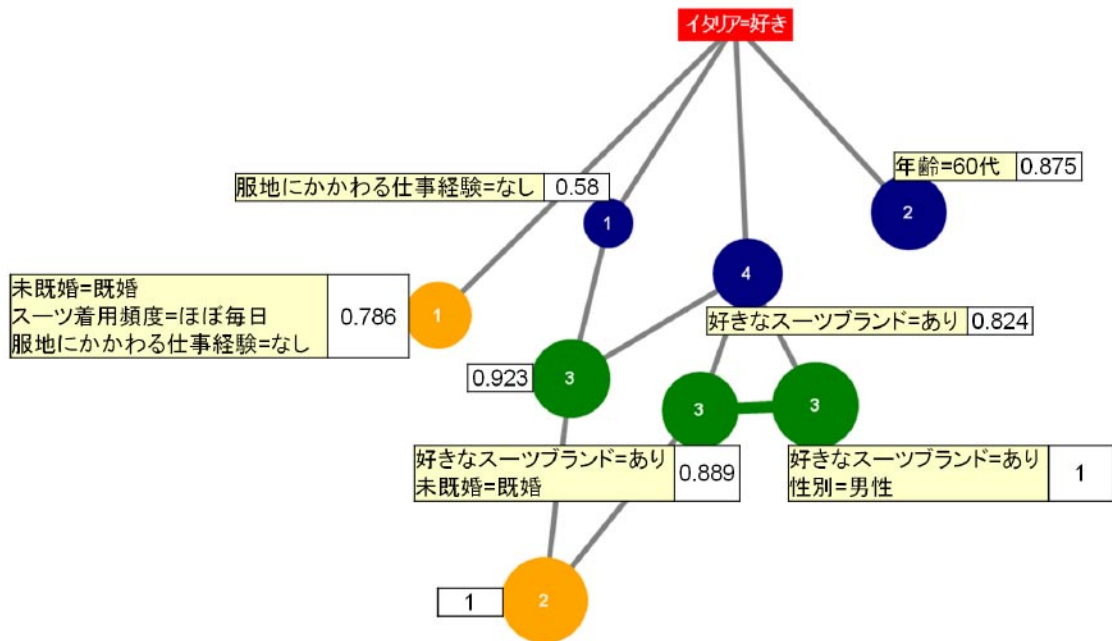 イタリア=好き
年齢=60代 0.875
服地にかかわる仕事経験=なし 0.58
1
2
4
未既婚=既婚
スーツ着用頻度=ほぼ毎日
服地にかかわる仕事経験=なし
0.786
1
好きなスーツブランド=あり 0.824
0.923
3
3
3
好きなスーツブランド=あり
未既婚=既婚
0.889
好きなスーツブランド=あり
性別=男性
1
1
2